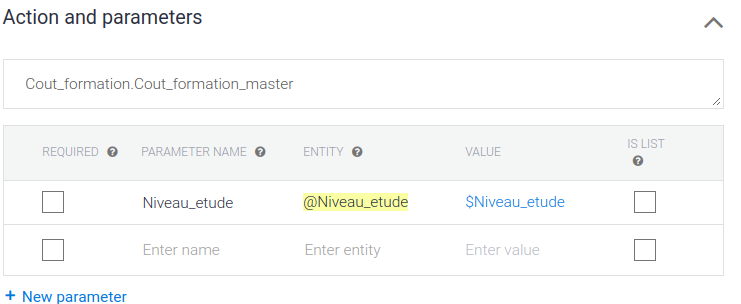 Action and parameters
Cout_formation.Cout_formation_master
REQUIRED ? PARAMETER NAME ? ENTITY ? VALUE IS LIST ?
Niveau_etude @Niveau_etude $Niveau_etude
Enter name Enter entity Enter value
+ New parameter